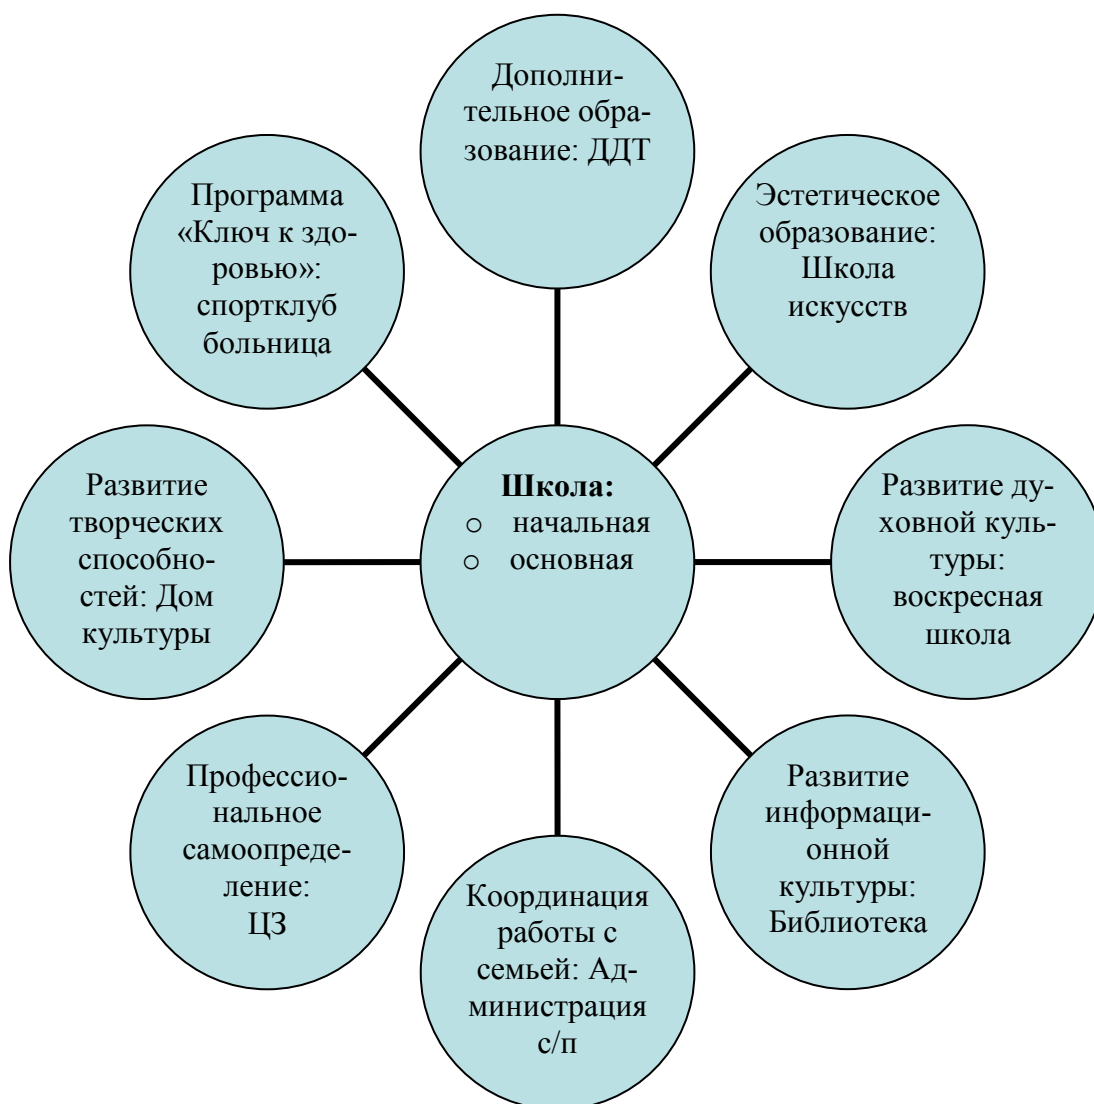 Дополни-
тельное обра-
зование: ДДТ
Эстетическое
образование:
Школа
искусств
Развитие ду-
ховной куль-
туры:
воскресная
школа
Развитие
информаци-
онной
культуры:
Библиотека
Координация
работы с
семьей: Ад-
министрация
с/п
Профессио-
нальное
самоопреде-
ление:
ЦЗ
Развитие
творческих
способно-
стей: Дом
культуры
Программа
«Ключ к здо-
ровью»:
спортклуб
больница
Школа:
o начальная
o основная